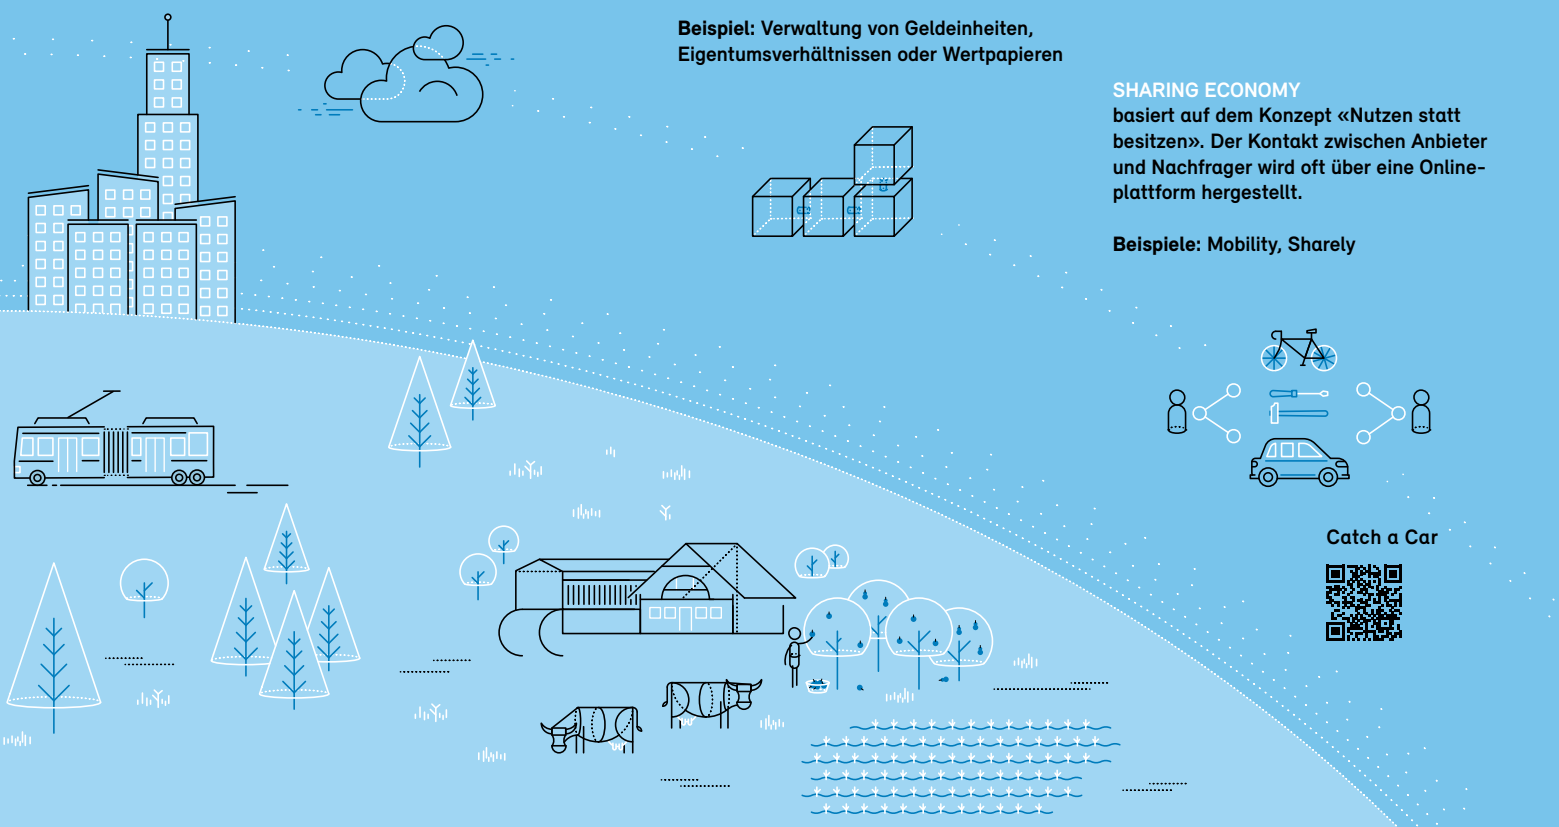 Beispiel: Verwaltung von Geldeinheiten,
Eigentumsverhältnissen oder Wertpapieren
SHARING ECONOMY
basiert auf dem Konzept «Nutzen statt
besitzen». Der Kontakt zwischen Anbieter
und Nachfrager wird oft über eine Online-
plattform hergestellt.
Beispiele: Mobility, Sharely
Catch a Car